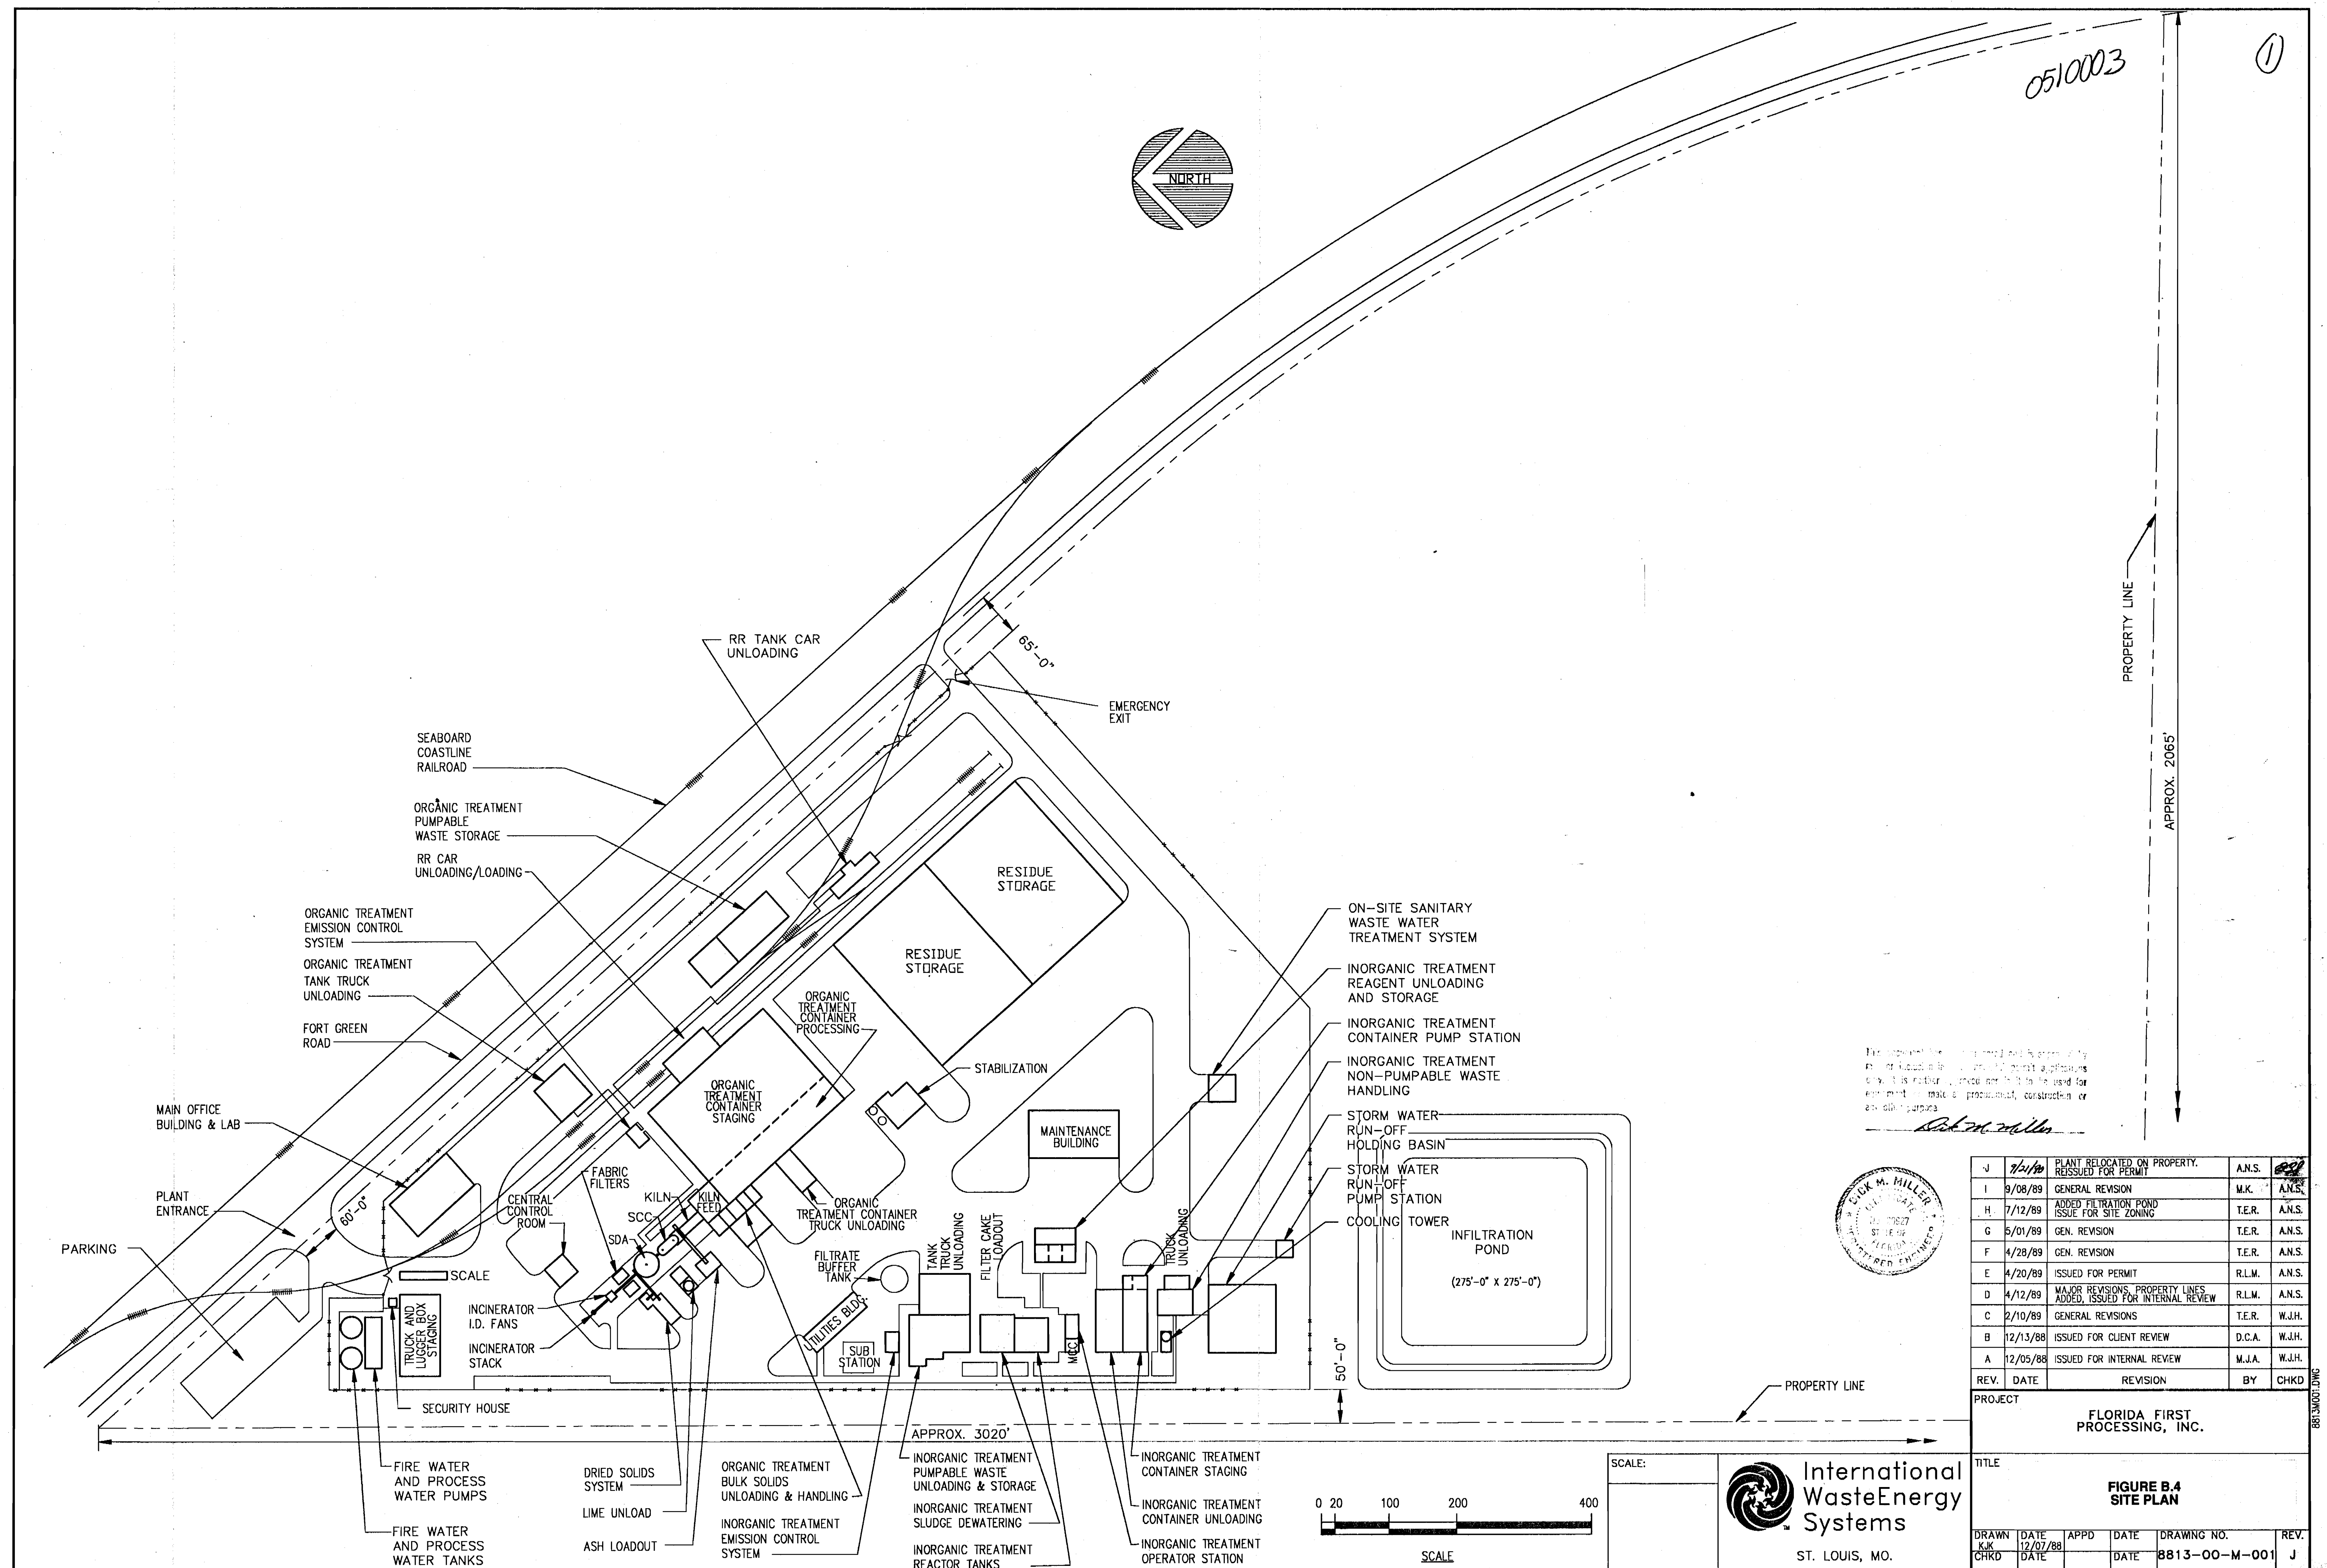 0510003
1
NORTH
RR TANK CAR
UNLOADING
65'-0"
EMERGENCY
EXIT
PROPERTY LINE
APPROX. 2065'
SEABOARD
COASTLINE
RAILROAD
ORGANIC TREATMENT
PUMPABLE
WASTE STORAGE
RR CAR
UNLOADING/LOADING
ORGANIC TREATMENT
EMISSION CONTROL
SYSTEM
ORGANIC TREATMENT
TANK TRUCK
UNLOADING
FORT GREEN
ROAD
MAIN OFFICE
BUILDING & LAB
PLANT
ENTRANCE
PARKING
60'-0"
RESIDUE
STORAGE
RESIDUE
STORAGE
ORGANIC
TREATMENT
CONTAINER
PROCESSING
ORGANIC
TREATMENT
CONTAINER
STAGING
STABILIZATION
MAINTENANCE
BUILDING
FABRIC
FILTERS
CENTRAL
CONTROL
ROOM
KILN
KILN
FEED
SCC
SDA
ORGANIC
TREATMENT CONTAINER
TRUCK UNLOADING
FILTRATE
BUFFER
TANK
TANK
TRUCK
UNLOADING
FILTER CAKE
LOADOUT
TRUCK
UNLOADING
SCALE
TRUCK AND
LUGGER BOX
STAGING
INCINERATOR
I.D. FANS
INCINERATOR
STACK
UTILITIES BLDG.
SUB
STATION
MCC
ON-SITE SANITARY
WASTE WATER
TREATMENT SYSTEM
INORGANIC TREATMENT
REAGENT UNLOADING
AND STORAGE
INORGANIC TREATMENT
CONTAINER PUMP STATION
INORGANIC TREATMENT
NON-PUMPABLE WASTE
HANDLING
STORM WATER
RUN-OFF
HOLDING BASIN
STORM WATER
RUN-OFF
PUMP STATION
COOLING TOWER
INFILTRATION
POND
(275'-0" X 275'-0")
50'-0"
PROPERTY LINE
SECURITY HOUSE
APPROX. 3020'
FIRE WATER
AND PROCESS
WATER PUMPS
FIRE WATER
AND PROCESS
WATER TANKS
DRIED SOLIDS
SYSTEM
LIME UNLOAD
ASH LOADOUT
ORGANIC TREATMENT
BULK SOLIDS
UNLOADING & HANDLING
INORGANIC TREATMENT
EMISSION CONTROL
SYSTEM
INORGANIC TREATMENT
PUMPABLE WASTE
UNLOADING & STORAGE
INORGANIC TREATMENT
SLUDGE DEWATERING
INORGANIC TREATMENT
REACTOR TANKS
INORGANIC TREATMENT
CONTAINER STAGING
INORGANIC TREATMENT
CONTAINER UNLOADING
INORGANIC TREATMENT
OPERATOR STATION
0 20 100 200 400
SCALE
to be used for
procurement, construction or
purpose
Dick M. Miller
DICK M. MILLER
REGISTERED ENGINEER
J 9/21/90 PLANT RELOCATED ON PROPERTY. REISSUED FOR PERMIT A.N.S.
I 9/08/89 GENERAL REVISION M.K. A.N.S.
H 7/12/89 ADDED FILTRATION POND ISSUE FOR SITE ZONING T.E.R. A.N.S.
G 5/01/89 GEN. REVISION T.E.R. A.N.S.
F 4/28/89 GEN. REVISION T.E.R. A.N.S.
E 4/20/89 ISSUED FOR PERMIT R.L.M. A.N.S.
D 4/12/89 MAJOR REVISIONS, PROPERTY LINES ADDED, ISSUED FOR INTERNAL REVIEW R.L.M. A.N.S.
C 2/10/89 GENERAL REVISIONS T.E.R. W.J.H.
B 12/13/88 ISSUED FOR CLIENT REVIEW D.C.A. W.J.H.
A 12/05/88 ISSUED FOR INTERNAL REVIEW M.J.A. W.J.H.
REV. DATE REVISION BY CHKD
8813M001.DWG
PROJECT
FLORIDA FIRST
PROCESSING, INC.
SCALE:
International
WasteEnergy
Systems
TM
ST. LOUIS, MO.
TITLE
FIGURE B.4
SITE PLAN
DRAWN DATE APPD DATE DRAWING NO. REV.
KJK 12/07/88
CHKD DATE DATE 8813-00-M-001 J